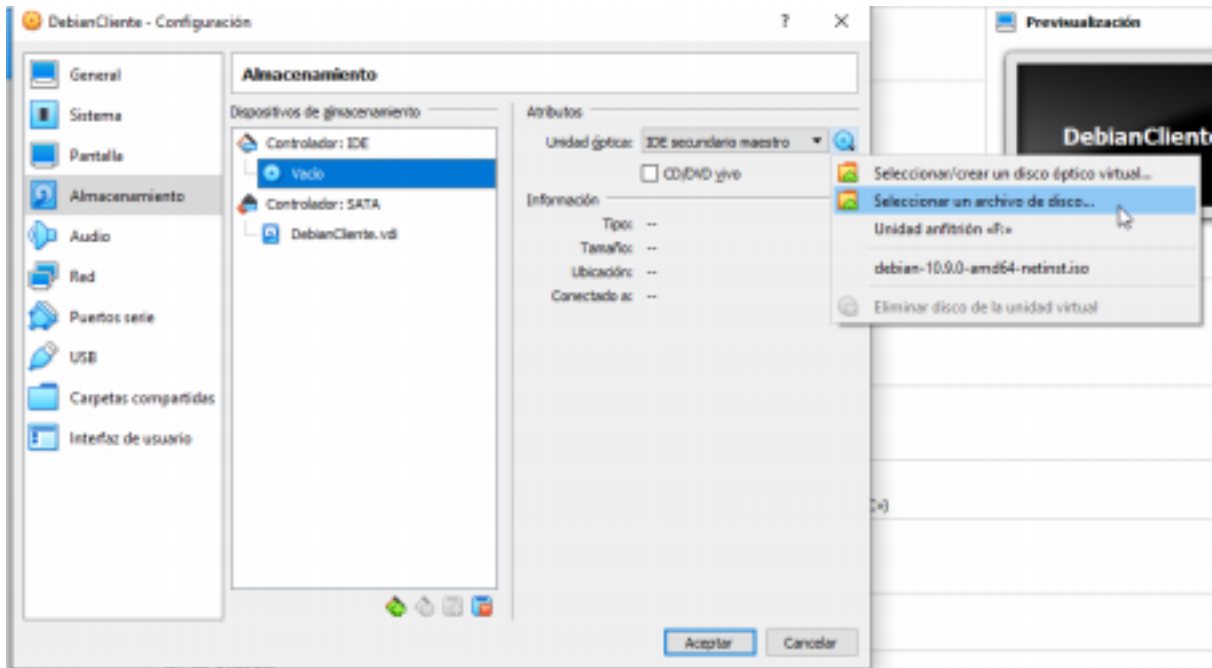 DebianCliente - Configuración
?
Previsualización
DebianCliente
General
Sistema
Pantalla
Almacenamiento
Audio
Red
Puertos serie
USB
Carpetas compartidas
Interfaz de usuario
Almacenamiento
Dispositivos de almacenamiento
Controlador: IDE
Vacío
Controlador: SATA
DebianCliente.vdi
Atributos
Unidad óptica: IDE secundario maestro
CD/DVD vivo
Información
Tipo: --
Tamaño: --
Ubicación: --
Conectado a: --
Seleccionar/crear un disco óptico virtual...
Seleccionar un archivo de disco...
Unidad anfitrión «F:»
debian-10.9.0-amd64-netinst.iso
Eliminar disco de la unidad virtual
Aceptar
Cancelar